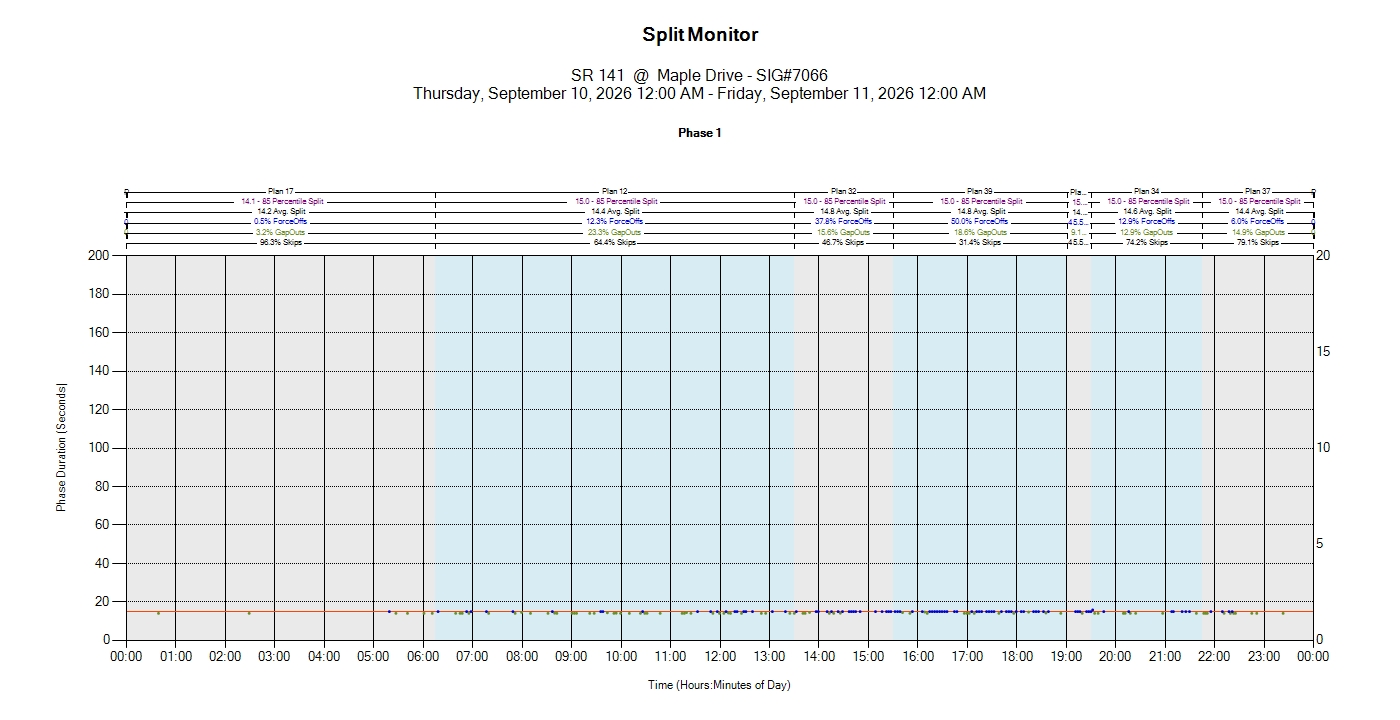 Split Monitor
SR 141 @ Maple Drive - SIG#7066
Thursday, September 10, 2026 12:00 AM - Friday, September 11, 2026 12:00 AM
Phase 1
Plan 17 Plan 12 Plan 32 Plan 39 Pla... Plan 34 Plan 37
14.1 - 85 Percentile Split 15.0 - 85 Percentile Split 15.0 - 85 Percentile Split 15.0 - 85 Percentile Split 15... 15.0 - 85 Percentile Split 15.0 - 85 Percentile Split
14.2 Avg. Split 14.4 Avg. Split 14.8 Avg. Split 14.8 Avg. Split 14... 14.6 Avg. Split 14.4 Avg. Split
0.5% ForceOffs 12.3% ForceOffs 37.8% ForceOffs 50.0% ForceOffs 45.5... 12.9% ForceOffs 6.0% ForceOffs
3.2% GapOuts 23.3% GapOuts 15.6% GapOuts 18.6% GapOuts 9.1... 12.9% GapOuts 14.9% GapOuts
96.3% Skips 64.4% Skips 46.7% Skips 31.4% Skips 45.5... 74.2% Skips 79.1% Skips
200 20
180
160
15
140
120
100 10
80
60
5
40
20
0 0
Phase Duration (Seconds)
00:00 01:00 02:00 03:00 04:00 05:00 06:00 07:00 08:00 09:00 10:00 11:00 12:00 13:00 14:00 15:00 16:00 17:00 18:00 19:00 20:00 21:00 22:00 23:00 00:00
Time (Hours:Minutes of Day)